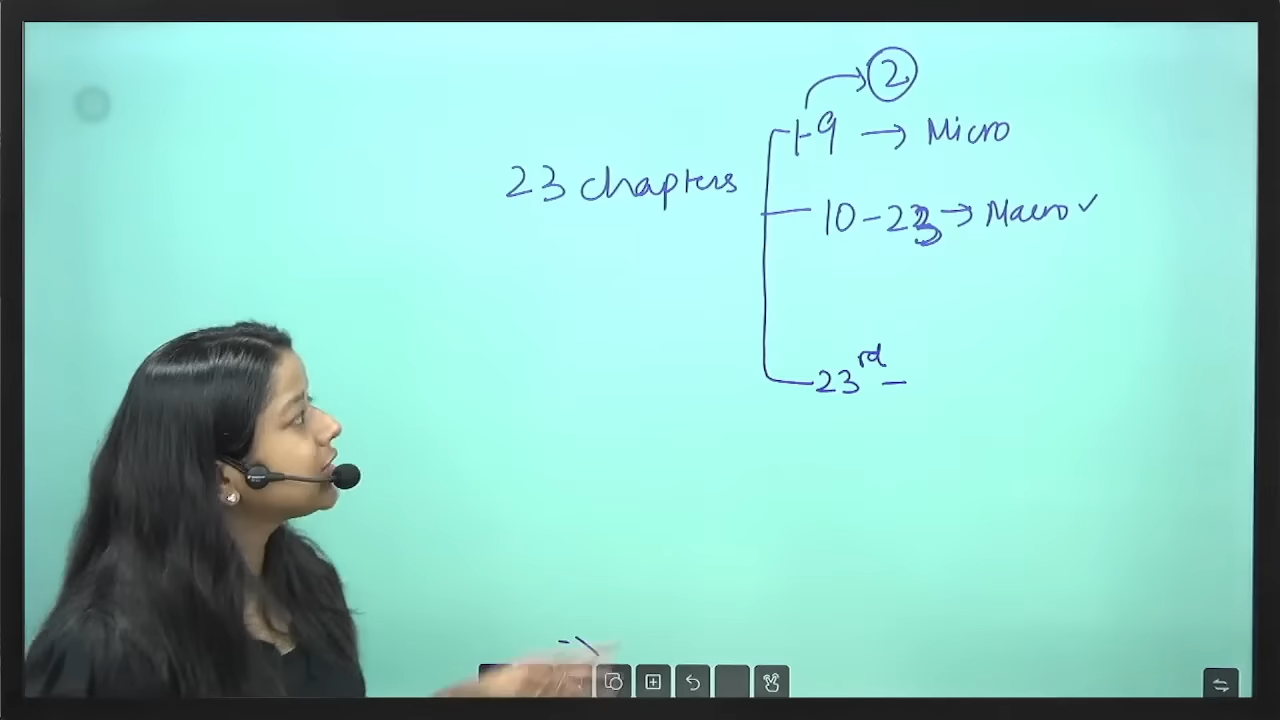 2
1-9 → Micro
23 chapters
10-23 → Macro ✓
23rd -